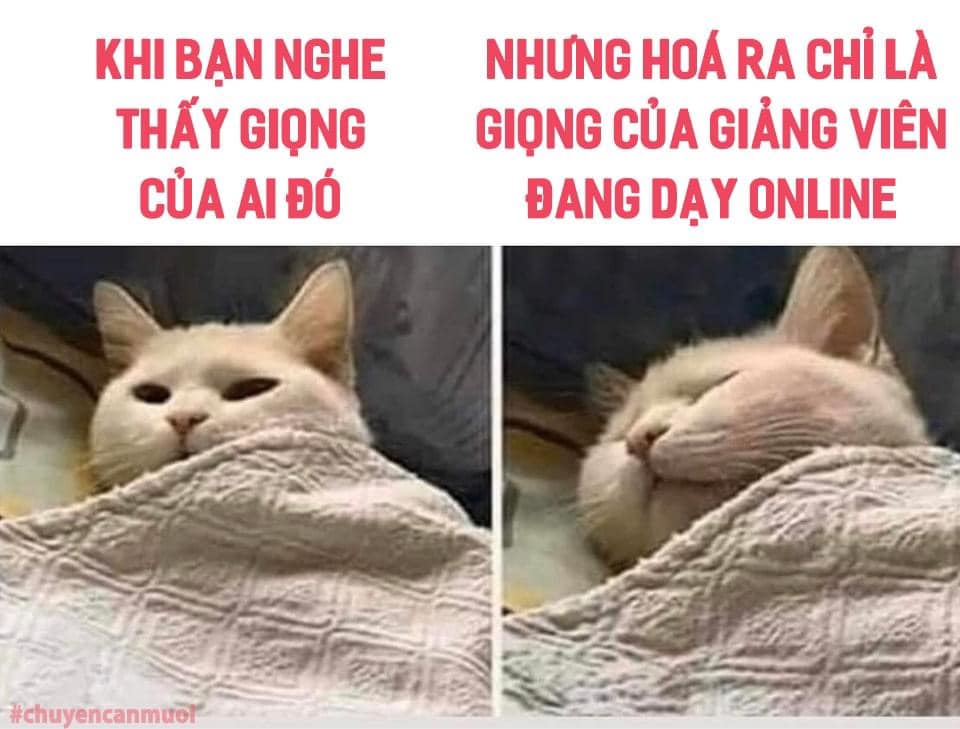 KHI BẠN NGHE
THẤY GIỌNG
CỦA AI ĐÓ
NHƯNG HOÁ RA CHỈ LÀ
GIỌNG CỦA GIẢNG VIÊN
ĐANG DẠY ONLINE
#chuyencanmuoi